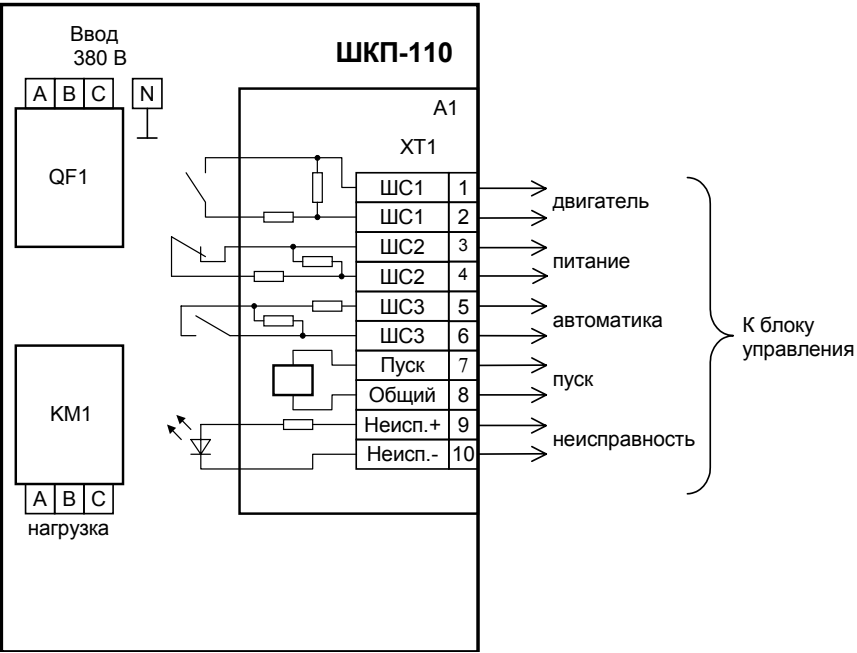 Ввод
380 В
ШКП-110
A B C N
QF1
A1
XT1
ШС1 1
ШС1 2
двигатель
ШС2 3
ШС2 4
питание
ШС3 5
ШС3 6
автоматика
Пуск 7
Общий 8
пуск
Неисп.+ 9
Неисп.- 10
неисправность
К блоку
управления
KM1
A B C
нагрузка